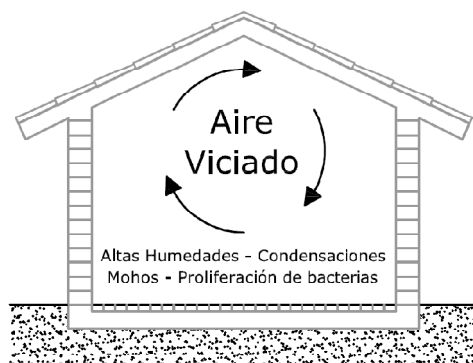 Aire
Viciado
Altas Humedades - Condensaciones
Mohos - Proliferación de bacterias